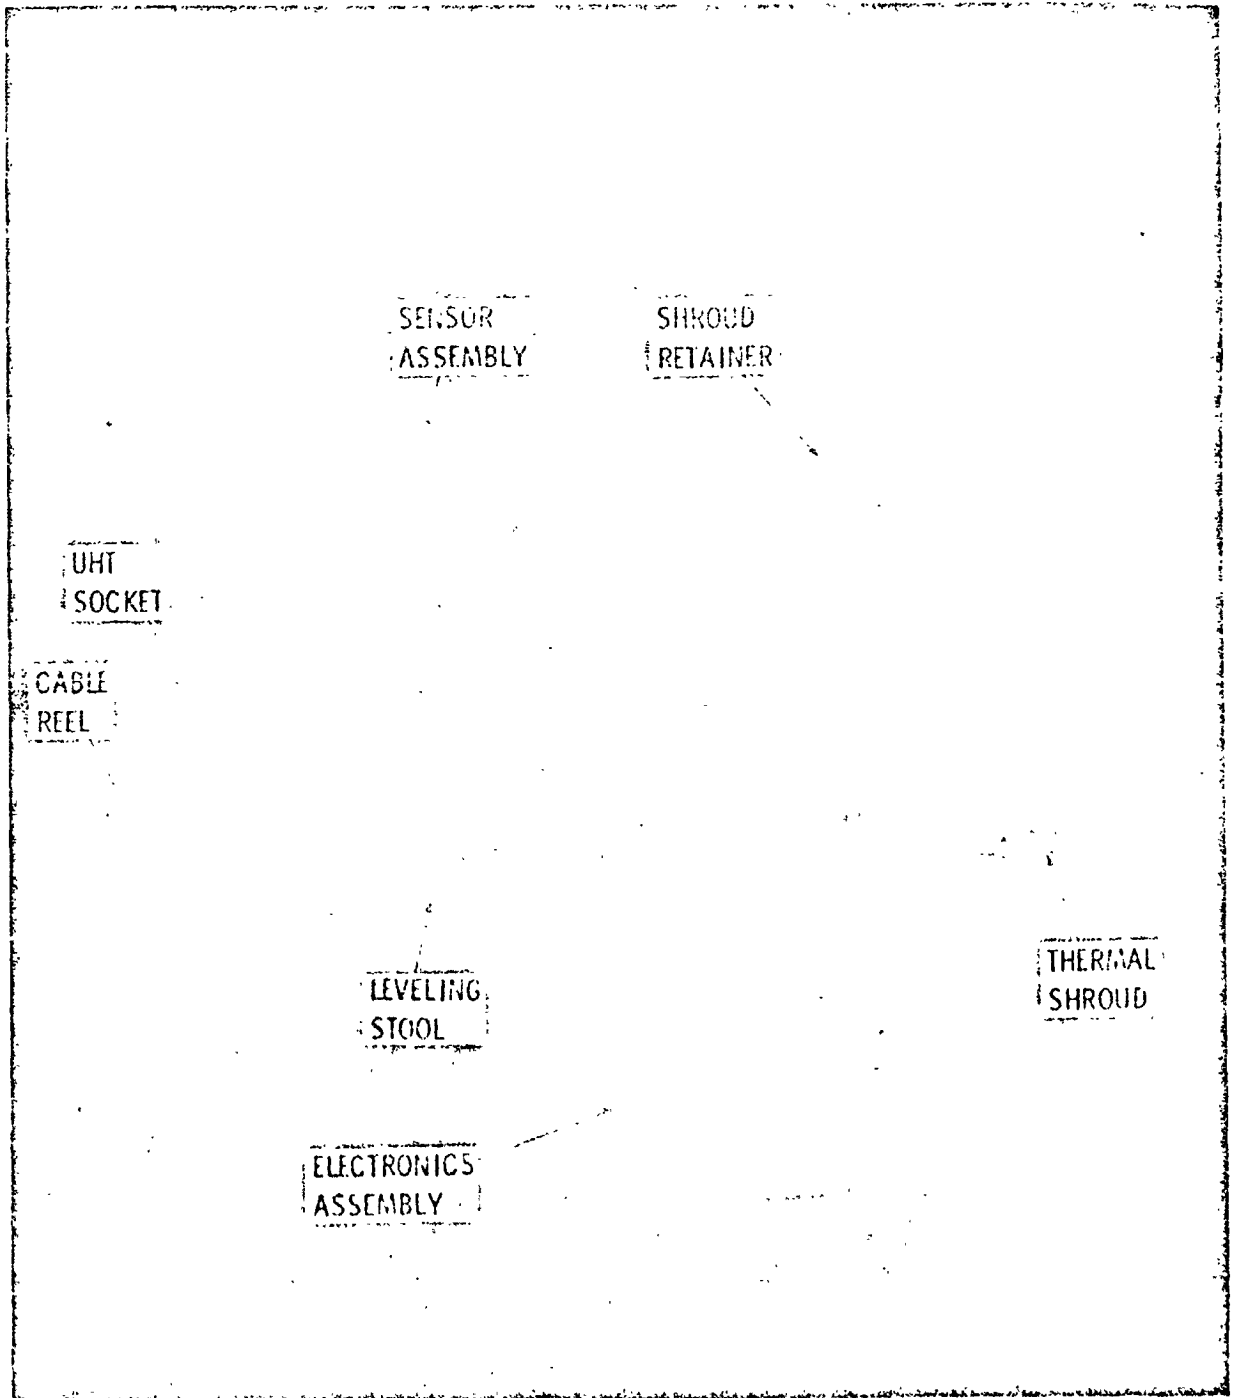 SENSOR
ASSEMBLY
SHROUD
RETAINER
UHT
SOCKET
CABLE
REEL
LEVELING
STOOL
THERMAL
SHROUD
ELECTRONICS
ASSEMBLY